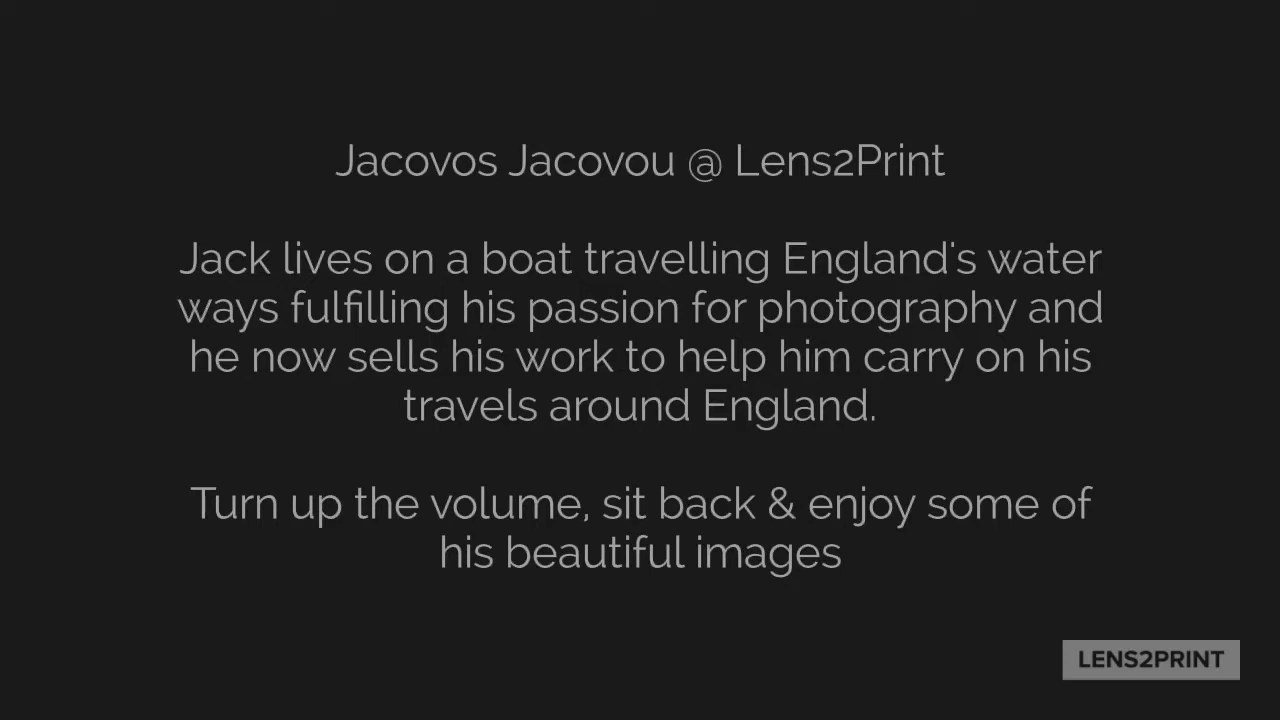 Jacovos Jacovou @ Lens2Print
Jack lives on a boat travelling England's water
ways fulfilling his passion for photography and
he now sells his work to help him carry on his
travels around England.
Turn up the volume, sit back & enjoy some of
his beautiful images
LENS2PRINT